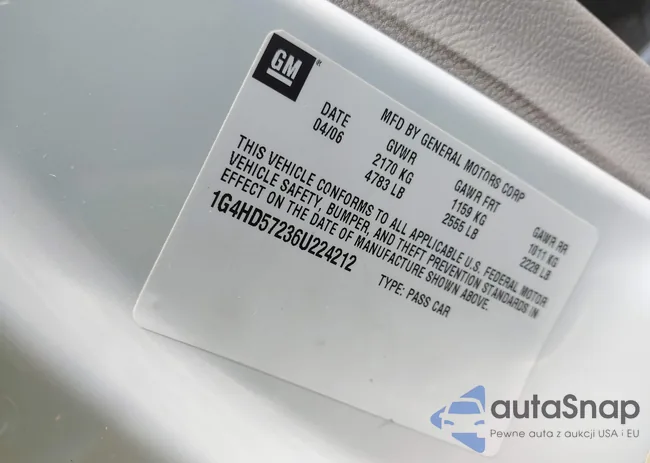 GM
MFD BY GENERAL MOTORS CORP
DATE GVWR GAWR FRT GAWR RR
04/06 2170 KG 1159 KG 1011 KG
4783 LB 2555 LB 2228 LB
THIS VEHICLE CONFORMS TO ALL APPLICABLE U.S. FEDERAL MOTOR
VEHICLE SAFETY, BUMPER, AND THEFT PREVENTION STANDARDS IN
EFFECT ON THE DATE OF MANUFACTURE SHOWN ABOVE.
1G4HD57236U224212 TYPE: PASS CAR
autaSnap
Pewne auta z aukcji USA i EU